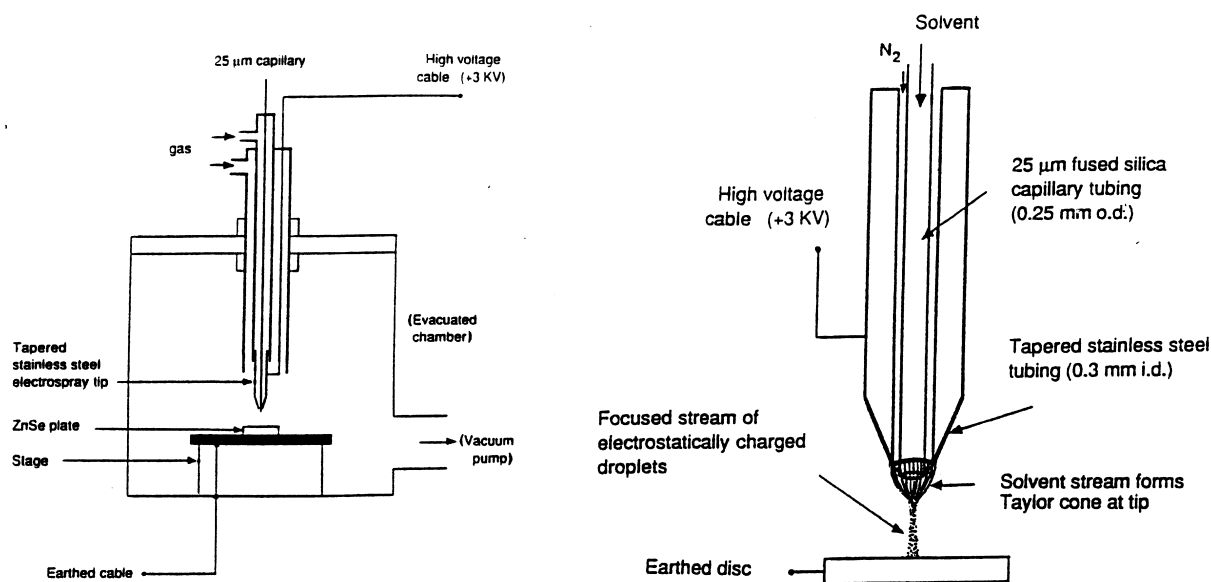 25 μm capillary
High voltage
cable (+3 KV)
gas
(Evacuated
chamber)
Tapered
stainless steel
electrospray tip
ZnSe plate
Stage
(Vacuum
pump)
Earthed cable
Solvent
N2
25 μm fused silica
capillary tubing
(0.25 mm o.d.)
High voltage
cable (+3 KV)
Tapered stainless steel
tubing (0.3 mm i.d.)
Focused stream of
electrostatically charged
droplets
Solvent stream forms
Taylor cone at tip
Earthed disc